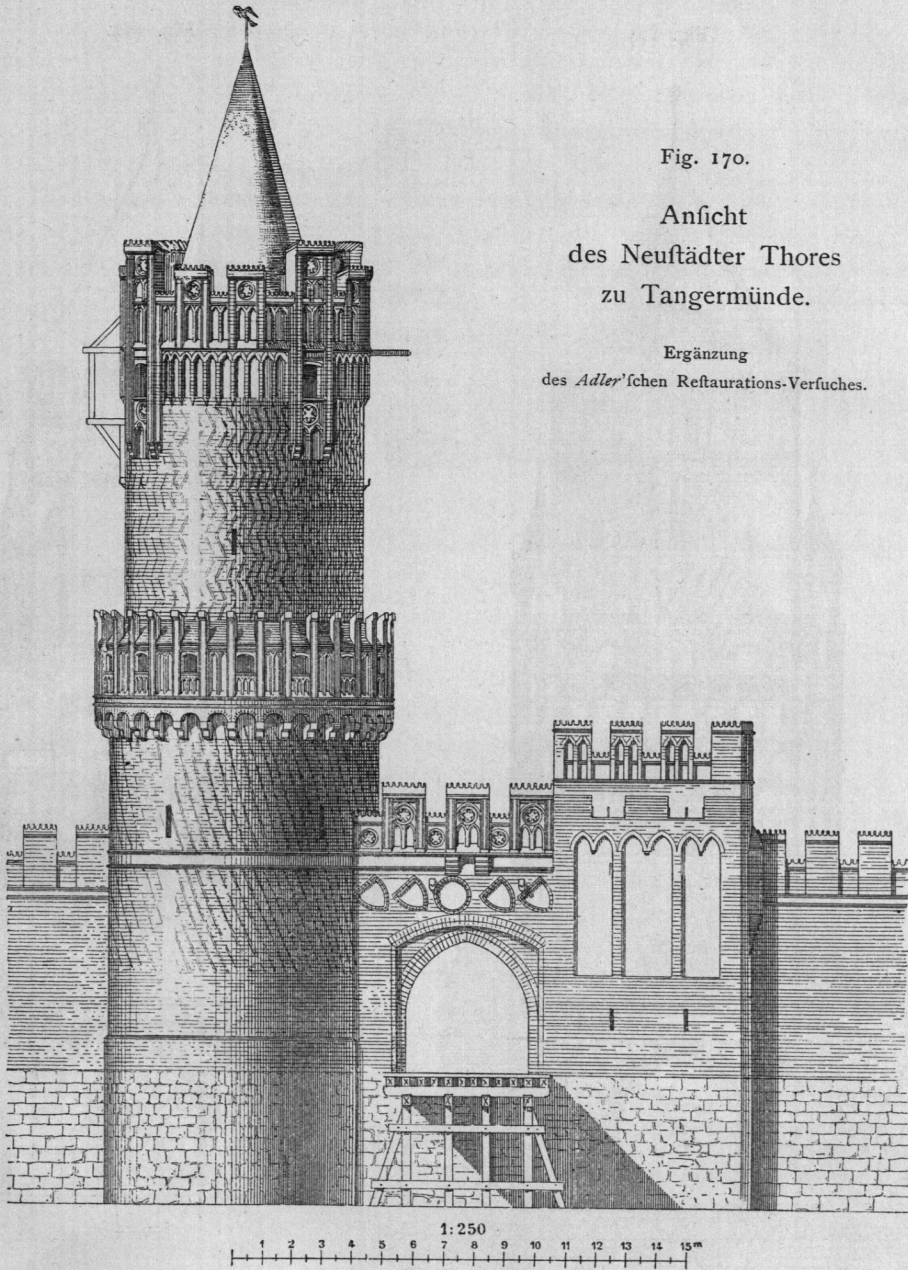 Fig. 170.
Anſicht
des Neuſtädter Thores
zu Tangermünde.
Ergänzung
des Adler'ſchen Reſtaurations-Verſuches.
1:250
1 2 3 4 5 6 7 8 9 10 11 12 13 14 15m